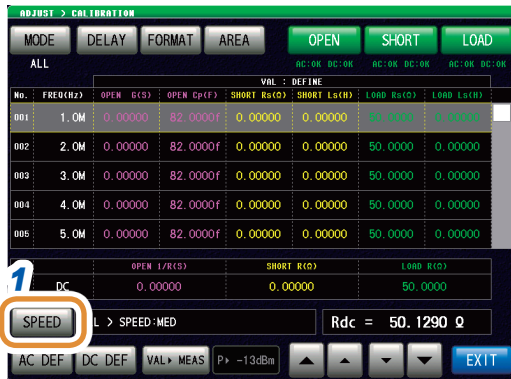 ADJUST > CALIBRATION
MODE DELAY FORMAT AREA OPEN SHORT LOAD
ALL AC:OK DC:OK AC:OK DC:OK AC:OK DC:OK
VAL : DEFINE
No. FREQ(Hz) OPEN G(S) OPEN Cp(F) SHORT Rs(Ω) SHORT Ls(H) LOAD Rs(Ω) LOAD Ls(H)
001 1.0M 0.00000 82.0000f 0.00000 0.00000 50.0000 0.00000
002 2.0M 0.00000 82.0000f 0.00000 0.00000 50.0000 0.00000
003 3.0M 0.00000 82.0000f 0.00000 0.00000 50.0000 0.00000
004 4.0M 0.00000 82.0000f 0.00000 0.00000 50.0000 0.00000
005 5.0M 0.00000 82.0000f 0.00000 0.00000 50.0000 0.00000
OPEN 1/R(S) SHORT R(Ω) LOAD R(Ω)
1
DC 0.00000 0.00000 50.0000
SPEED L > SPEED:MED Rdc = 50.1290 Ω
AC DEF DC DEF VAL▸ MEAS P▸ -13dBm EXIT